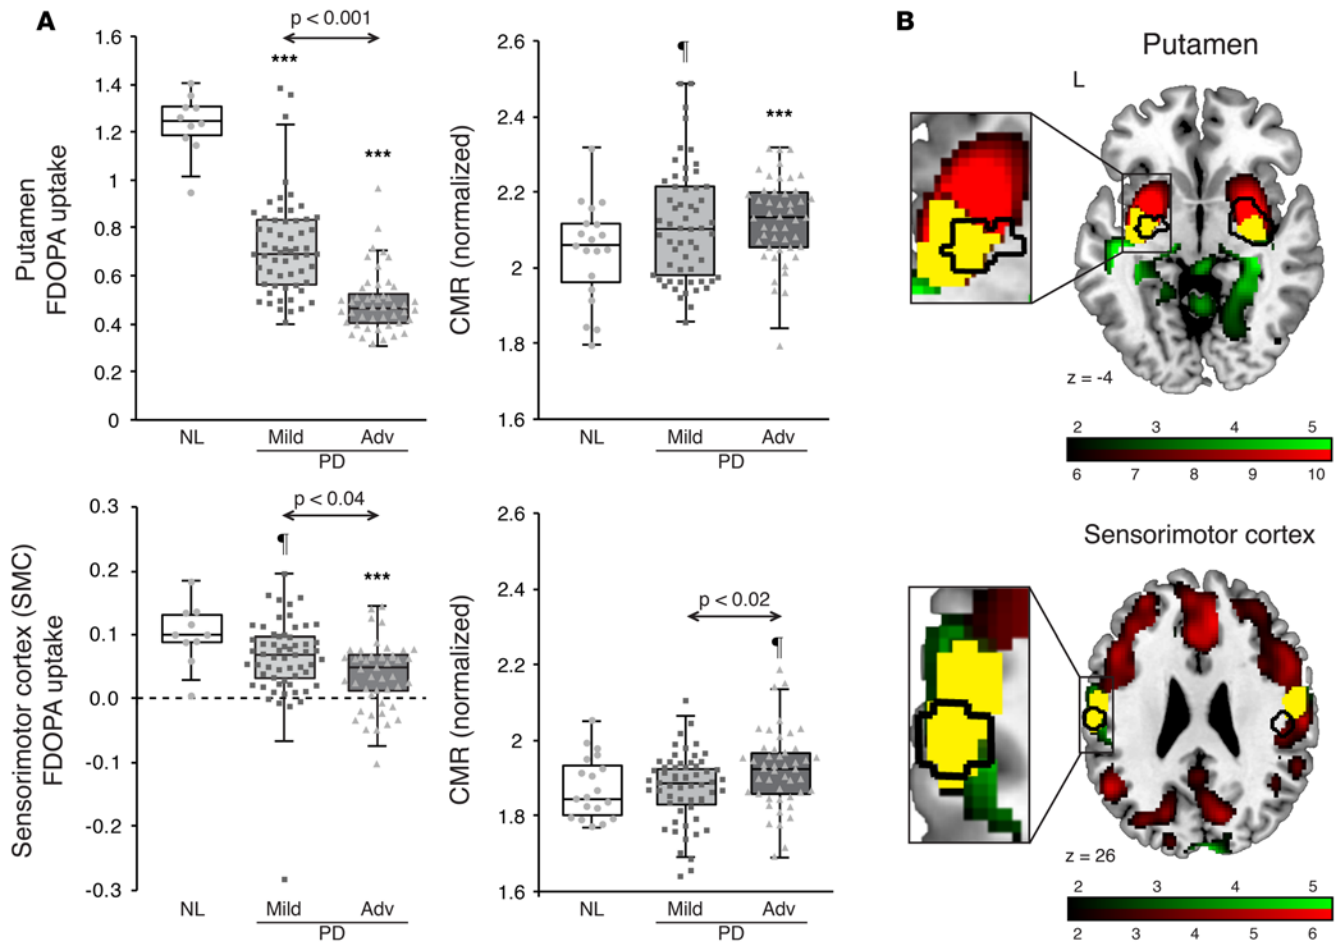 A
p < 0.001
Putamen
FDOPA uptake
1.6
1.4
1.2
1
0.8
0.6
0.4
0.2
0
***
***
NL
Mild
Adv
PD
CMR (normalized)
2.6
2.4
2.2
2
1.8
1.6
¶
***
NL
Mild
Adv
PD
Sensorimotor cortex (SMC)
FDOPA uptake
0.3
0.2
0.1
0.0
-0.1
-0.2
-0.3
p < 0.04
¶
***
NL
Mild
Adv
PD
CMR (normalized)
2.6
2.4
2.2
2
1.8
1.6
p < 0.02
¶
NL
Mild
Adv
PD
B
Putamen
L
z = -4
2 3 4 5
6 7 8 9 10
Sensorimotor cortex
z = 26
2 3 4 5
2 3 4 5 6